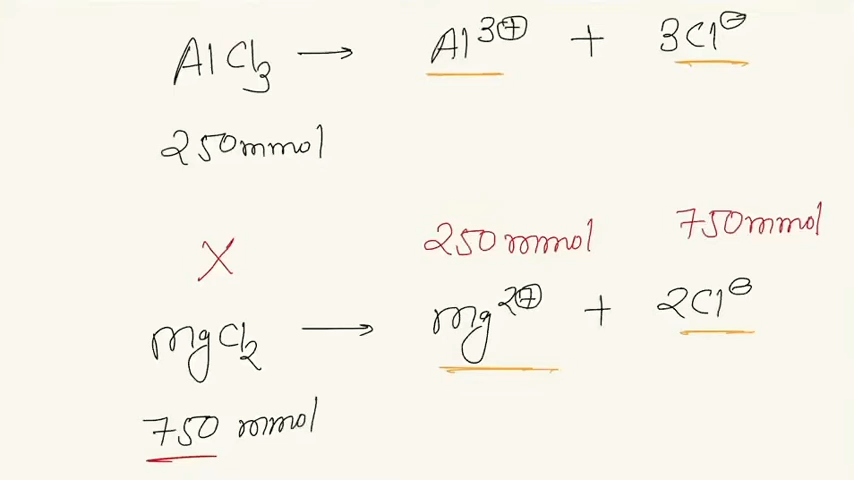 AlCl₃ → Al³⊕ + 3Cl⊖
250mmol
X 250mmol 750mmol
MgCl₂ → Mg²⊕ + 2Cl⊖
750 mmol